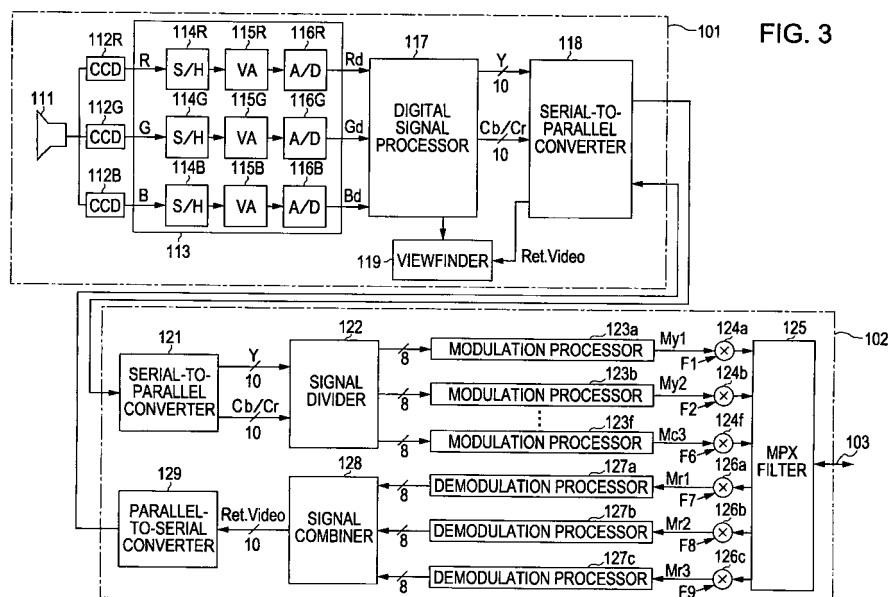 FIG. 3
101
112R
114R
115R
116R
117
118
CCD
R
S/H
VA
A/D
Rd
Y
10
111
112G
114G
115G
116G
CCD
G
S/H
VA
A/D
Gd
DIGITAL
SIGNAL
PROCESSOR
Cb/Cr
10
SERIAL-TO-
PARALLEL
CONVERTER
112B
114B
115B
116B
CCD
B
S/H
VA
A/D
Bd
113
119
VIEWFINDER
Ret.Video
102
121
122
123a
My1
124a
125
Y
10
8
MODULATION PROCESSOR
F1
SERIAL-TO-
PARALLEL
CONVERTER
SIGNAL
DIVIDER
123b
My2
124b
8
MODULATION PROCESSOR
F2
Cb/Cr
10
123f
Mc3
124f
8
MODULATION PROCESSOR
F6
103
MPX
FILTER
129
128
127a
Mr1
126a
8
DEMODULATION PROCESSOR
F7
PARALLEL-
TO-SERIAL
CONVERTER
Ret.Video
10
SIGNAL
COMBINER
127b
Mr2
126b
8
DEMODULATION PROCESSOR
F8
127c
Mr3
126c
8
DEMODULATION PROCESSOR
F9